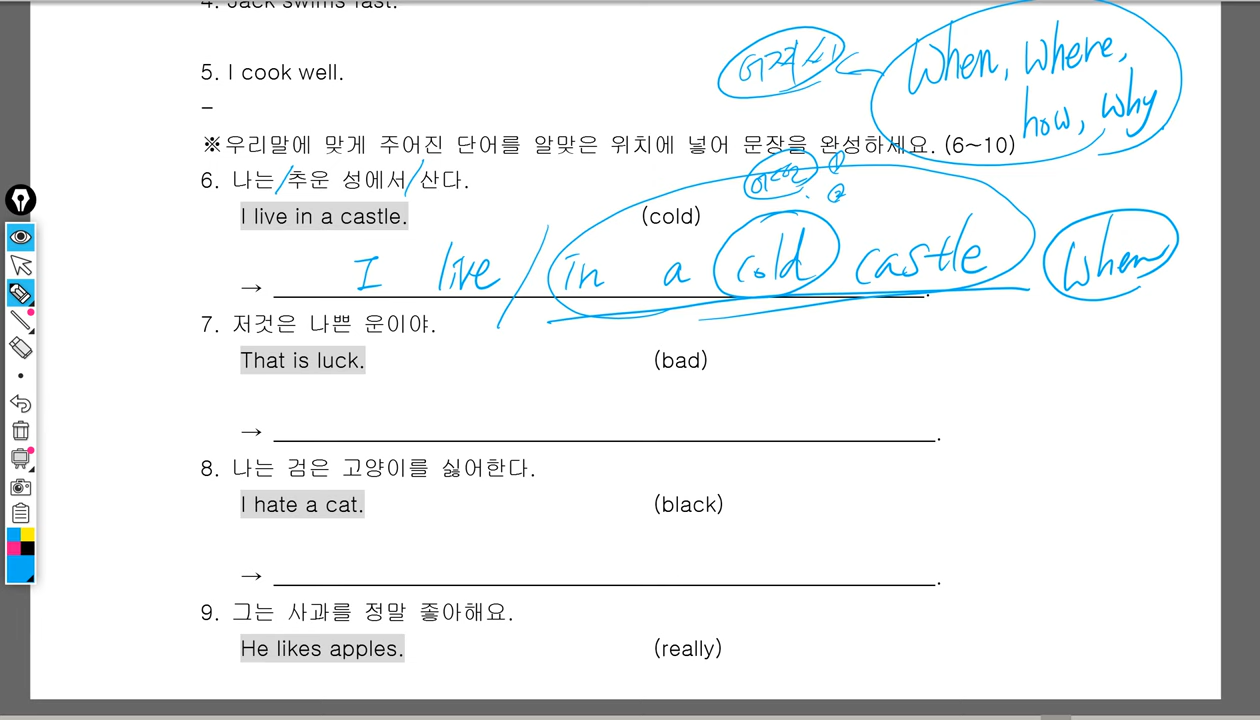 4. Jack swims fast.
5. I cook well.
–
When, where,
how, why
※우리말에 맞게 주어진 단어를 알맞은 위치에 넣어 문장을 완성하세요. (6~10)
6. 나는/추운 성에서/산다.
① 
②
I live in a castle. (cold)
→ I live / in a cold castle. When
7. 저것은 나쁜 운이야.
That is luck. (bad)
→ .
8. 나는 검은 고양이를 싫어한다.
I hate a cat. (black)
→ .
9. 그는 사과를 정말 좋아해요.
He likes apples. (really)